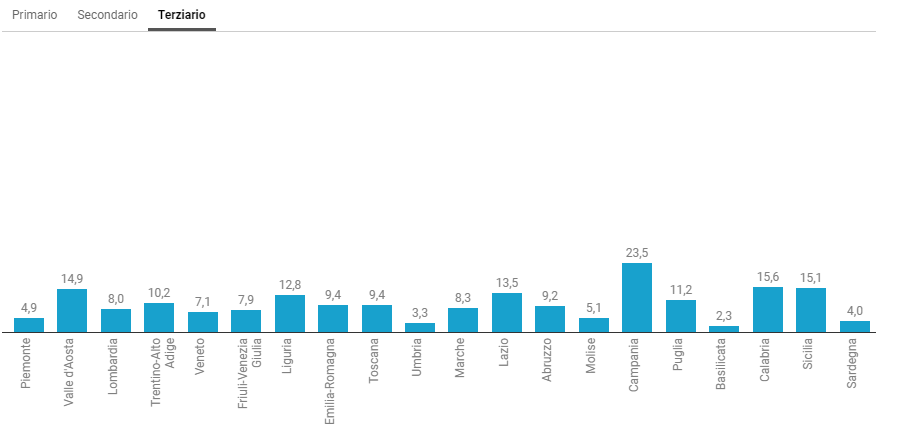 Primario Secondario Terziario
4,9 14,9 8,0 10,2 7,1 7,9 12,8 9,4 9,4 3,3 8,3 13,5 9,2 5,1 23,5 11,2 2,3 15,6 15,1 4,0
Piemonte
Valle d'Aosta
Lombardia
Trentino-Alto
Adige
Veneto
Friuli-Venezia
Giulia
Liguria
Emilia-Romagna
Toscana
Umbria
Marche
Lazio
Abruzzo
Molise
Campania
Puglia
Basilicata
Calabria
Sicilia
Sardegna